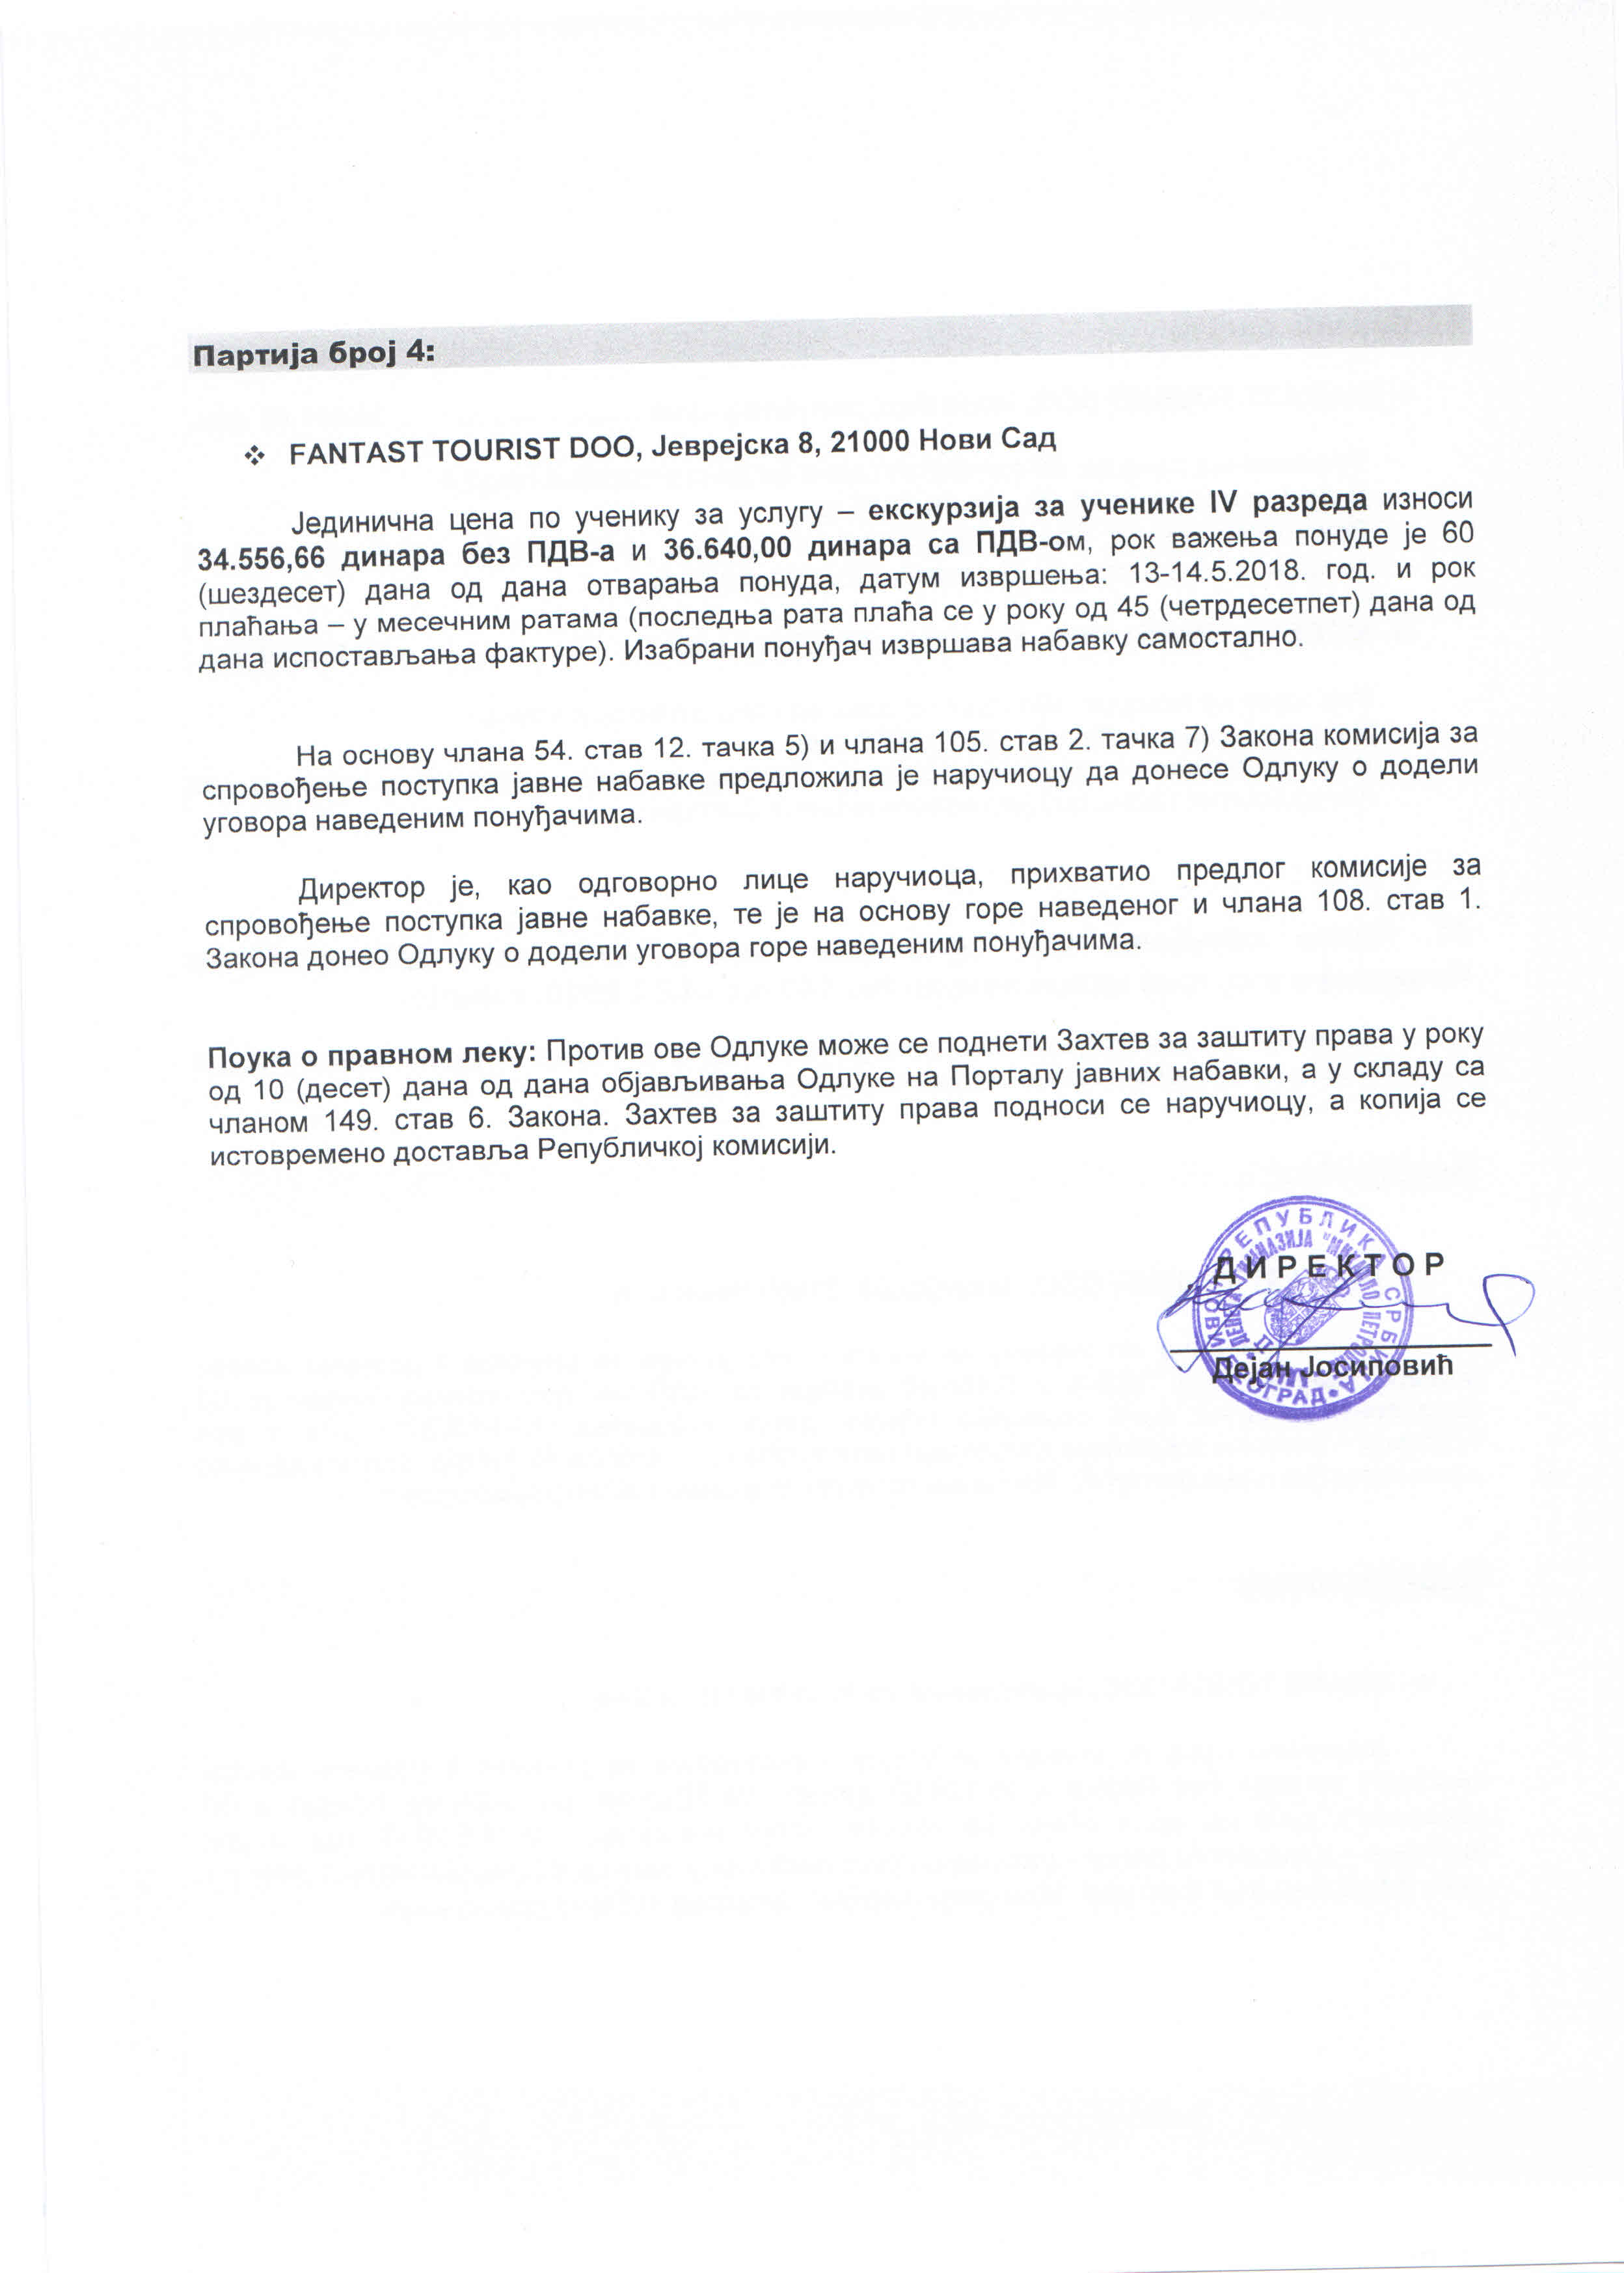 Партија број 4:
❖ FANTAST TOURIST DOO, Јеврејска 8, 21000 Нови Сад
Јединична цена по ученику за услугу – екскурзија за ученике IV разреда износи
34.556,66 динара без ПДВ-а и 36.640,00 динара са ПДВ-ом, рок важења понуде је 60
(шездесет) дана од дана отварања понуда, датум извршења: 13-14.5.2018. год. и рок
плаћања – у месечним ратама (последња рата плаћа се у року од 45 (четрдесетпет) дана од
дана испостављања фактуре). Изабрани понуђач извршава набавку самостално.
На основу члана 54. став 12. тачка 5) и члана 105. став 2. тачка 7) Закона комисија за
спровођење поступка јавне набавке предложила је наручиоцу да донесе Одлуку о додели
уговора наведеним понуђачима.
Директор је, као одговорно лице наручиоца, прихватио предлог комисије за
спровођење поступка јавне набавке, те је на основу горе наведеног и члана 108. став 1.
Закона донео Одлуку о додели уговора горе наведеним понуђачима.
Поука о правном леку: Против ове Одлуке може се поднети Захтев за заштиту права у року
од 10 (десет) дана од дана објављивања Одлуке на Порталу јавних набавки, а у складу са
чланом 149. став 6. Закона. Захтев за заштиту права подноси се наручиоцу, а копија се
истовремено доставља Републичкој комисији.
РЕПУБЛИКА СРБИЈА
ГИМНАЗИЈА
ДИРЕКТОР
Дејан Јосиповић